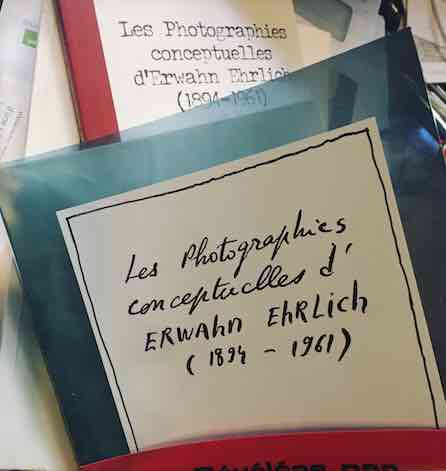 Les Photographies
conceptuelles
d'Erwahn Ehrlich
(1894-1961)
Les Photographies
conceptuelles d'
ERWAHN EHRLICH
(1894 - 1961)